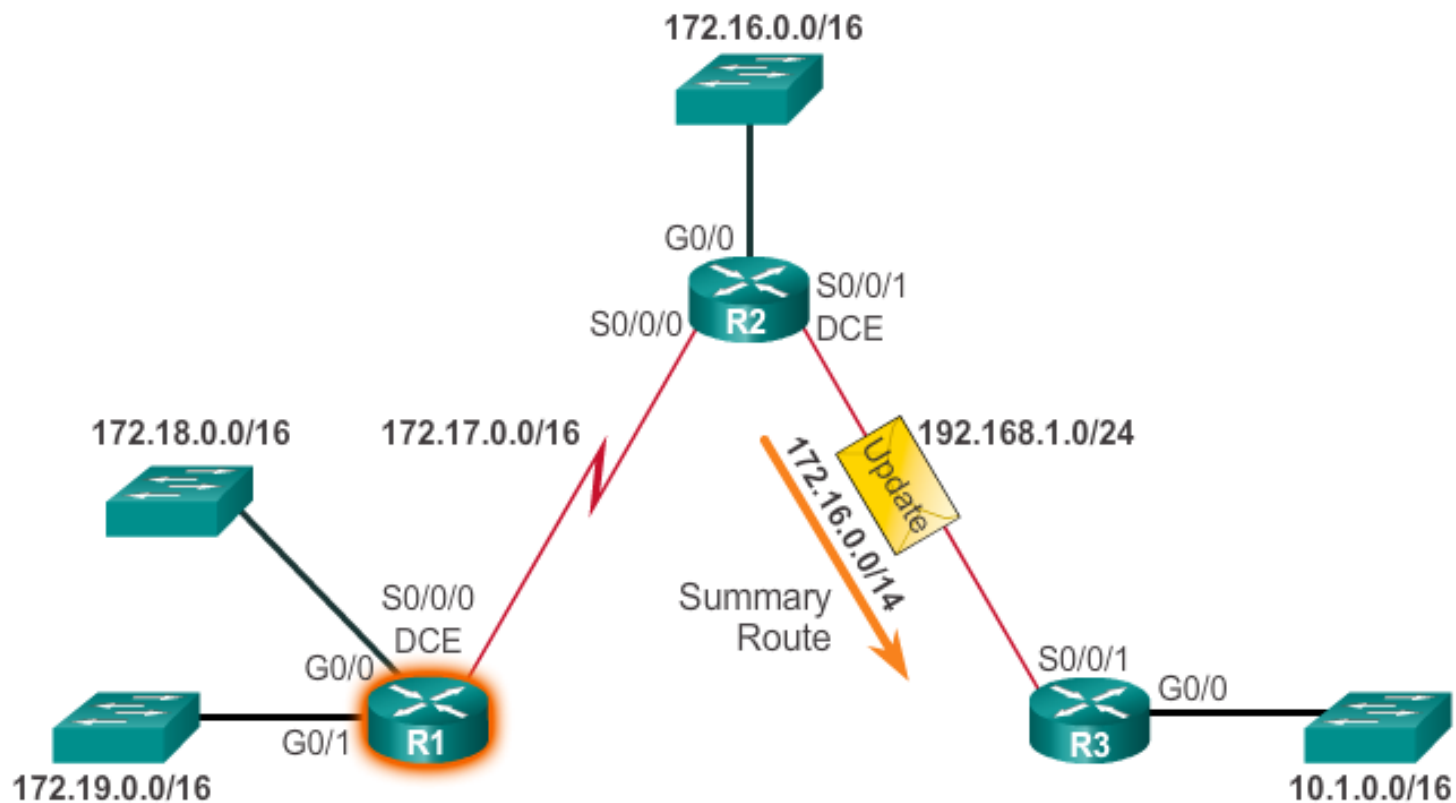 172.16.0.0/16
G0/0
S0/0/1
DCE
R2
S0/0/0
172.18.0.0/16
172.17.0.0/16
192.168.1.0/24
Update
172.16.0.0/14
Summary
Route
S0/0/0
DCE
G0/0
G0/1
R1
172.19.0.0/16
S0/0/1
G0/0
R3
10.1.0.0/16